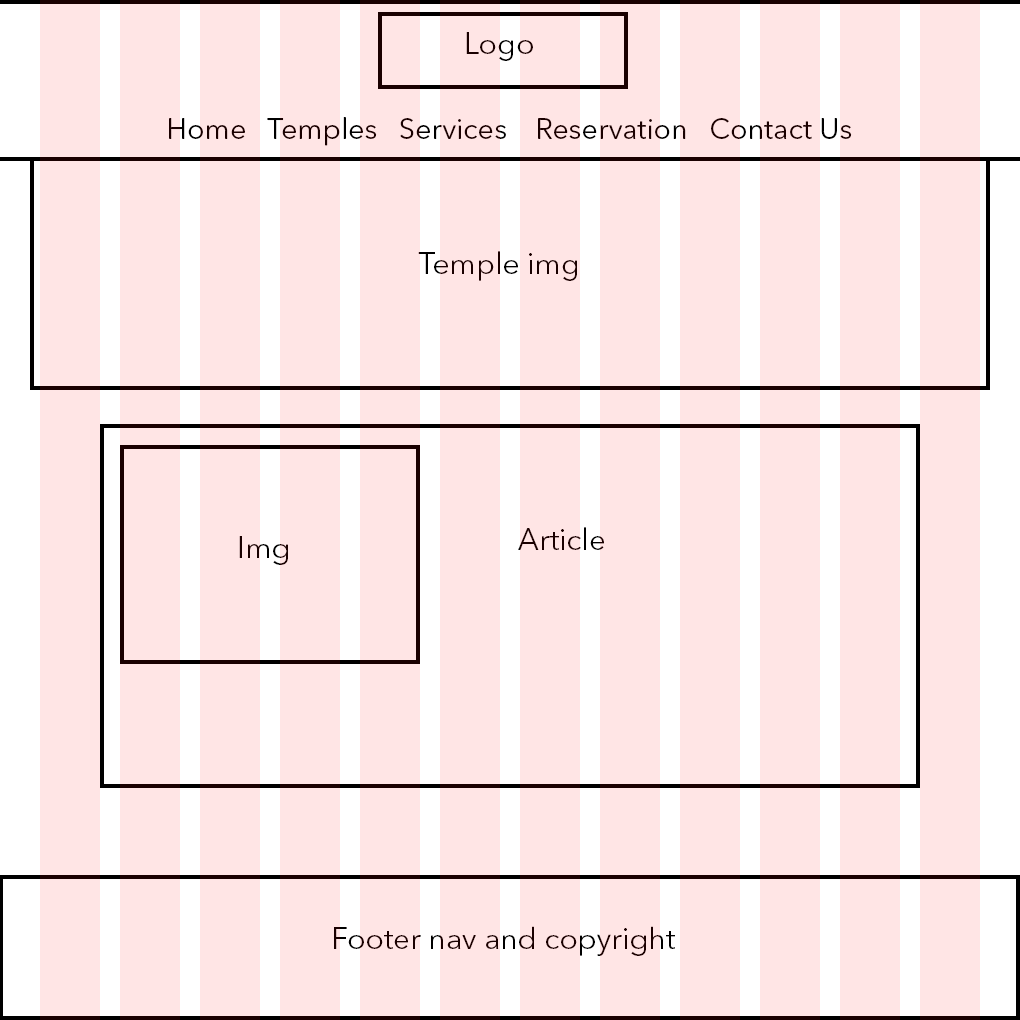 Logo
Home Temples Services Reservation Contact Us
Temple img
Img
Article
Footer nav and copyright